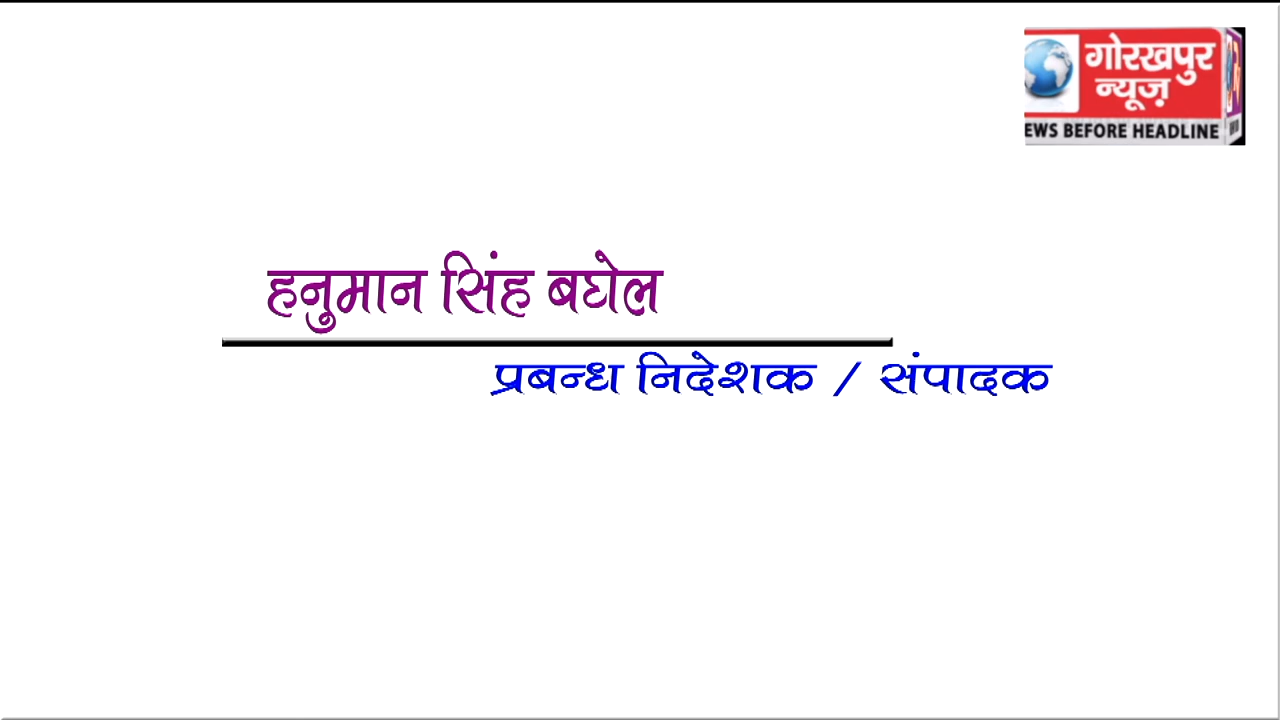 गोरखपुर
न्यूज़
EWS BEFORE HEADLINE
हनुमान सिंह बघेल
प्रबन्ध निदेशक / संपादक